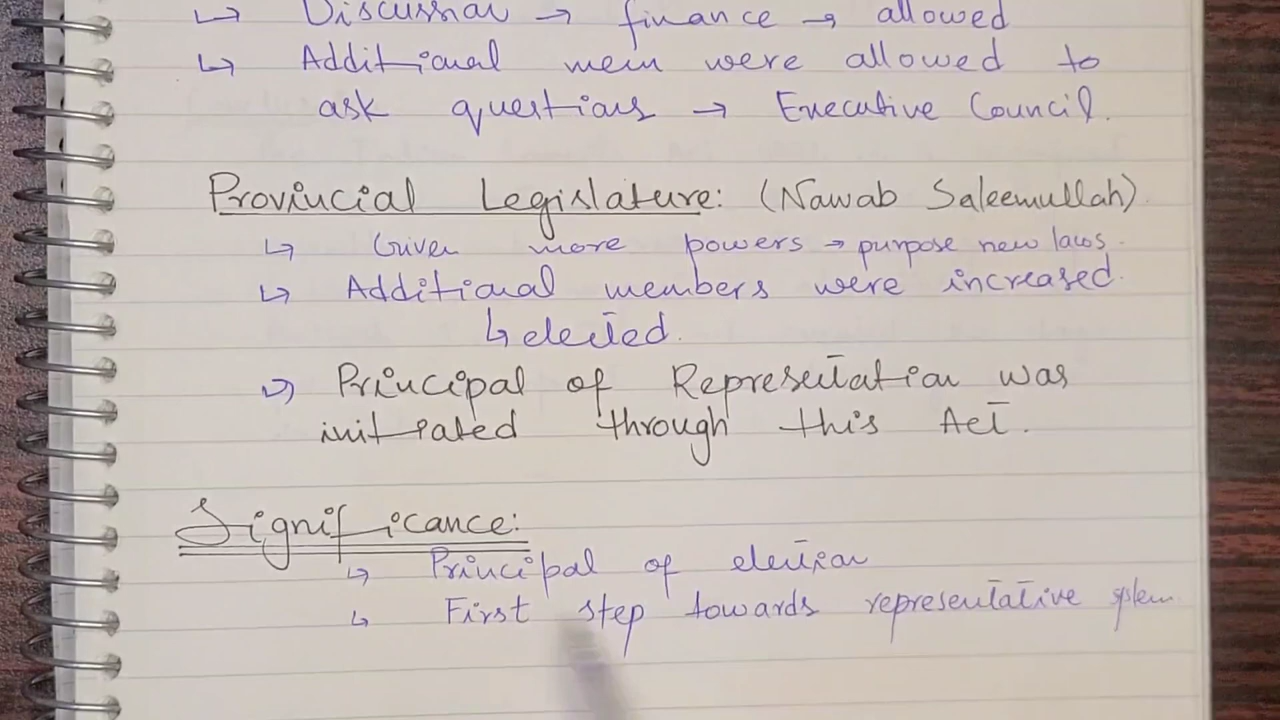 ↳ Discussion → finance → allowed
↳ Additional mem were allowed to
ask questions → Executive Council.
Provincial Legislature: (Nawab Saleemullah)
↳ Given more powers → purpose new laws.
↳ Additional members were increased.
↳ elected.
↳ Principal of Representation was
initiated through this Act.
Significance:
↳ Principal of election
↳ First step towards representative system